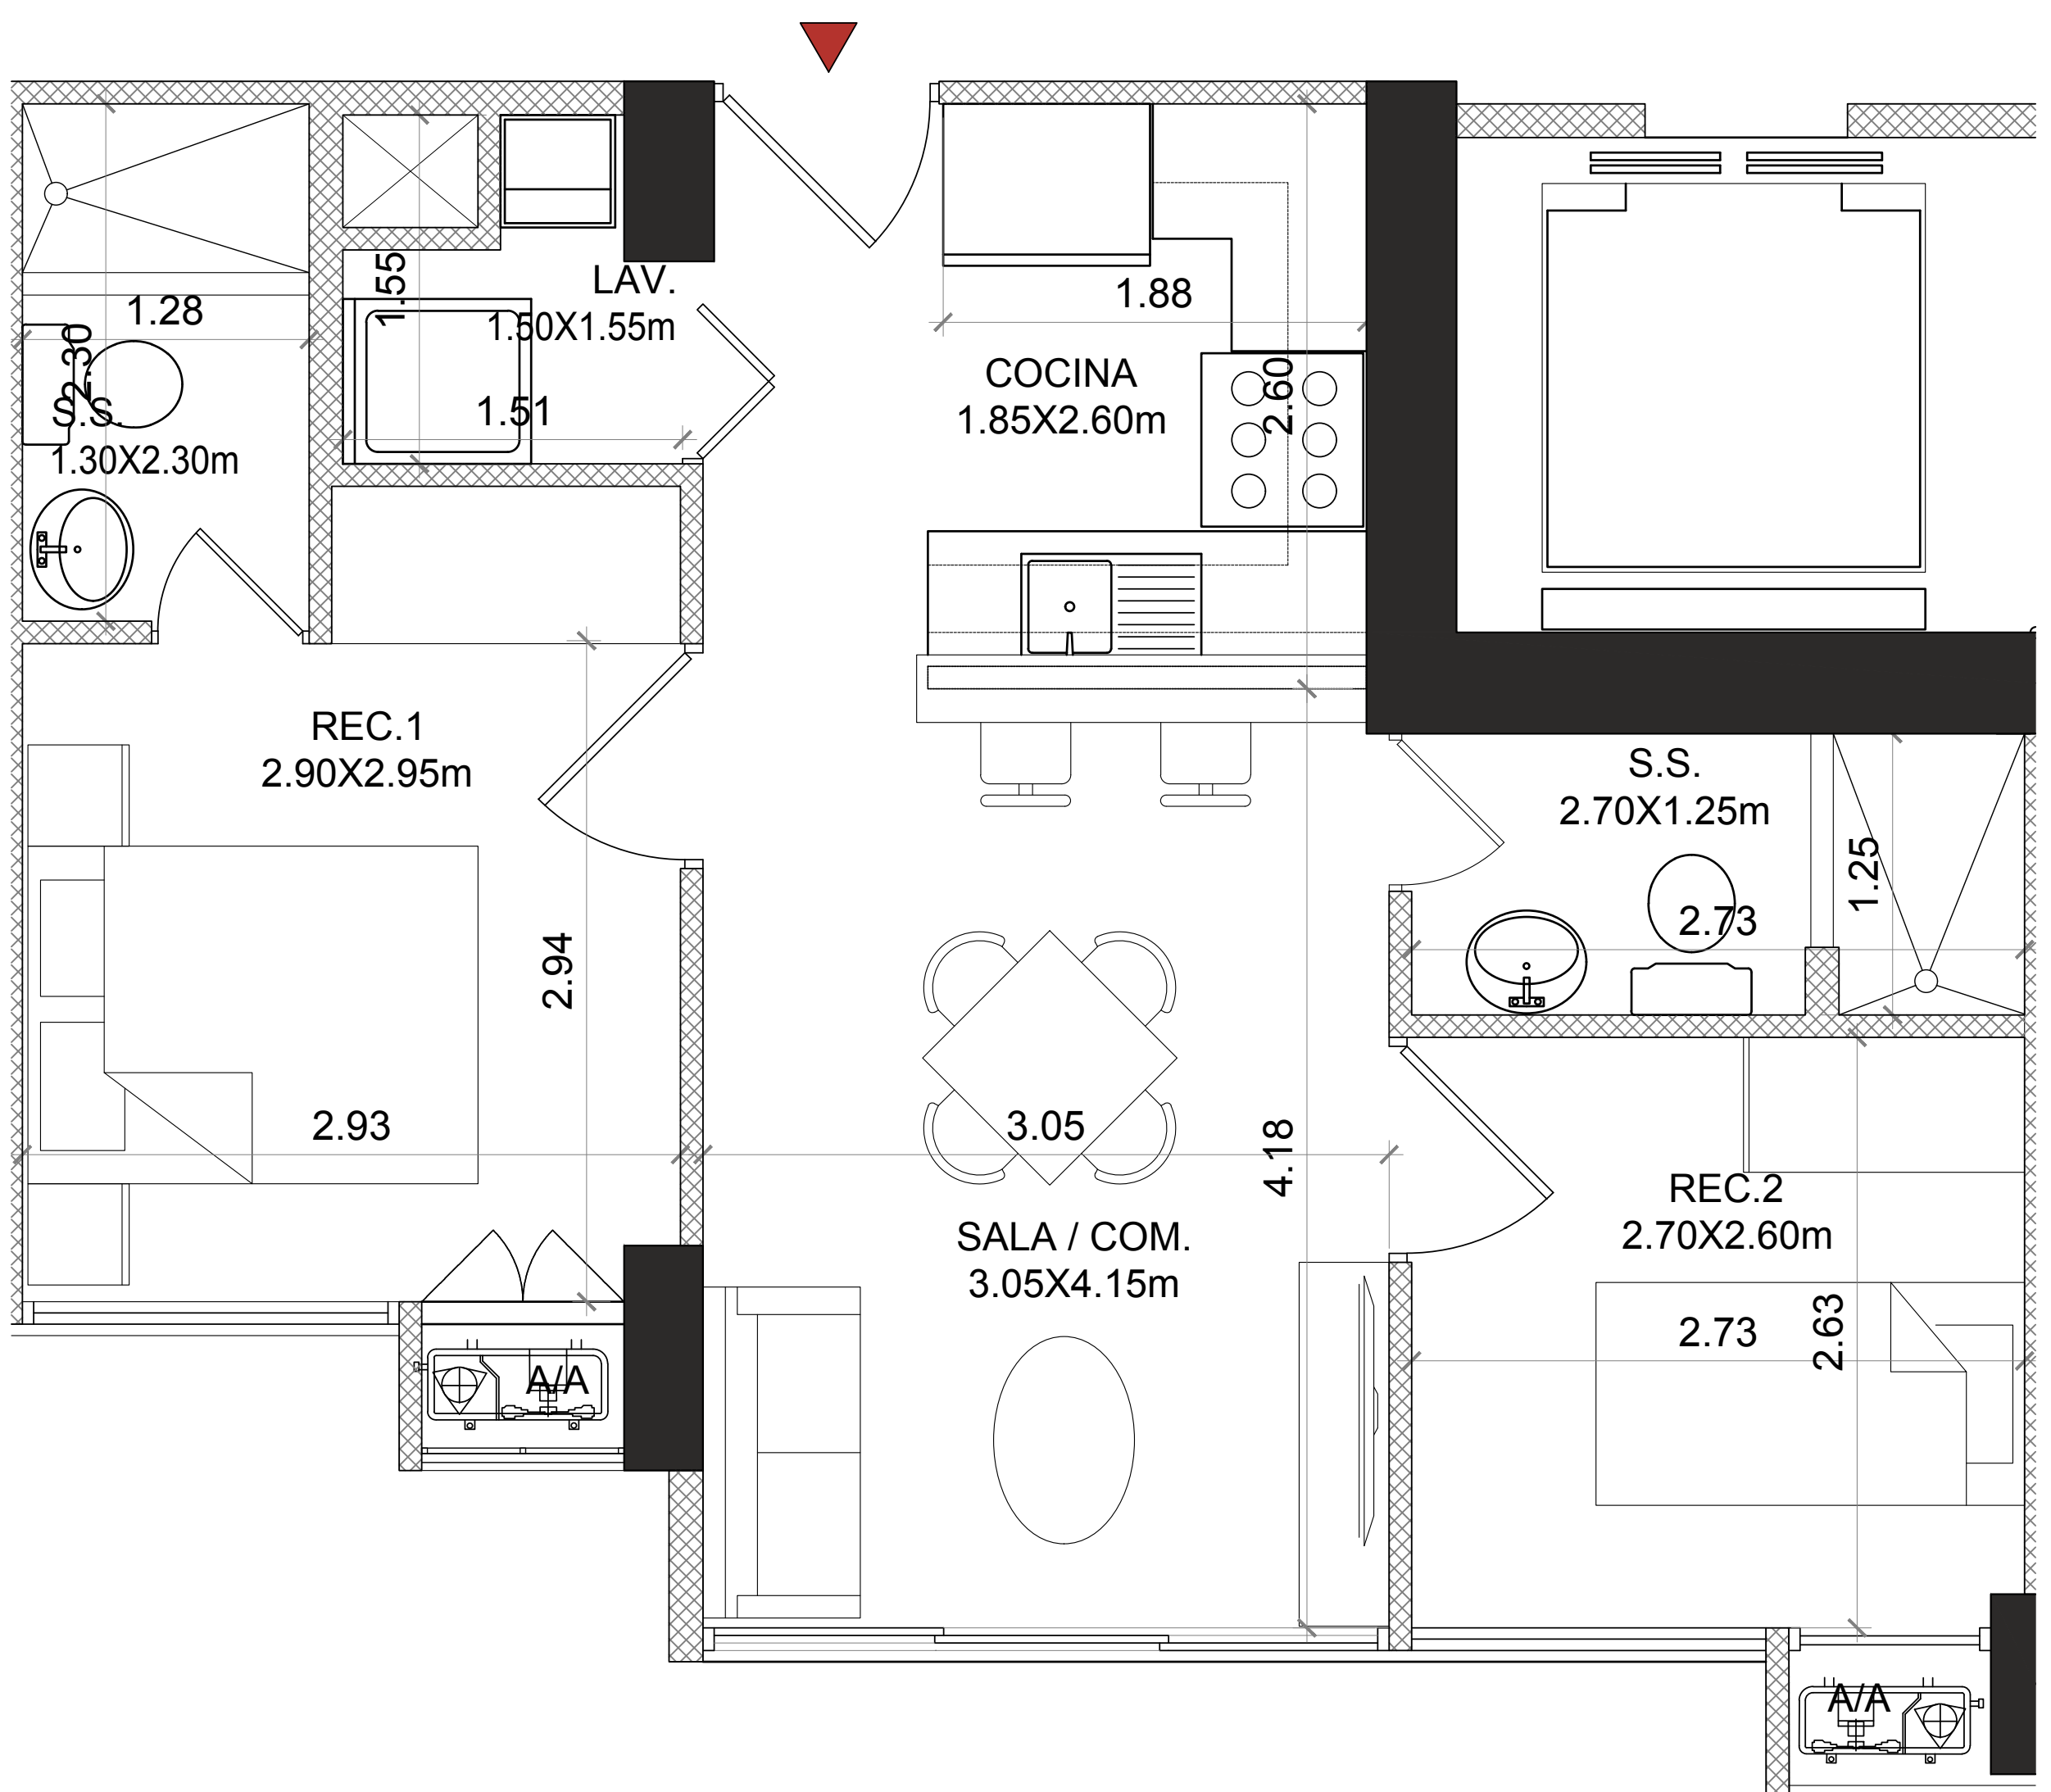 LAV.
1.50X1.55m
1.55
1.28
2.30
1.88
COCINA
1.85X2.60m
2.60
1.51
S.S.
1.30X2.30m
REC.1
2.90X2.95m
S.S.
2.70X1.25m
1.25
2.73
2.94
2.93
3.05
4.18
REC.2
2.70X2.60m
SALA / COM.
3.05X4.15m
2.73
2.63
A/A
A/A